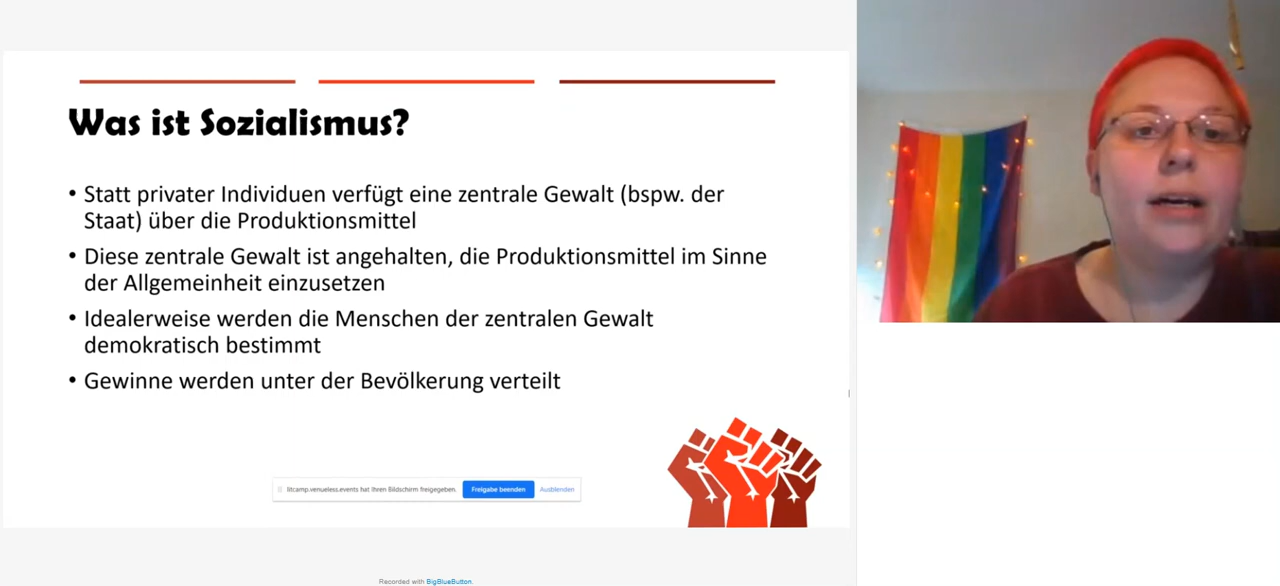 Was ist Sozialismus?
• Statt privater Individuen verfügt eine zentrale Gewalt (bspw. der
Staat) über die Produktionsmittel
• Diese zentrale Gewalt ist angehalten, die Produktionsmittel im Sinne
der Allgemeinheit einzusetzen
• Idealerweise werden die Menschen der zentralen Gewalt
demokratisch bestimmt
• Gewinne werden unter der Bevölkerung verteilt
litcamp.venueless.events hat Ihren Bildschirm freigegeben. Freigabe beenden Ausblenden
Recorded with BigBlueButton.